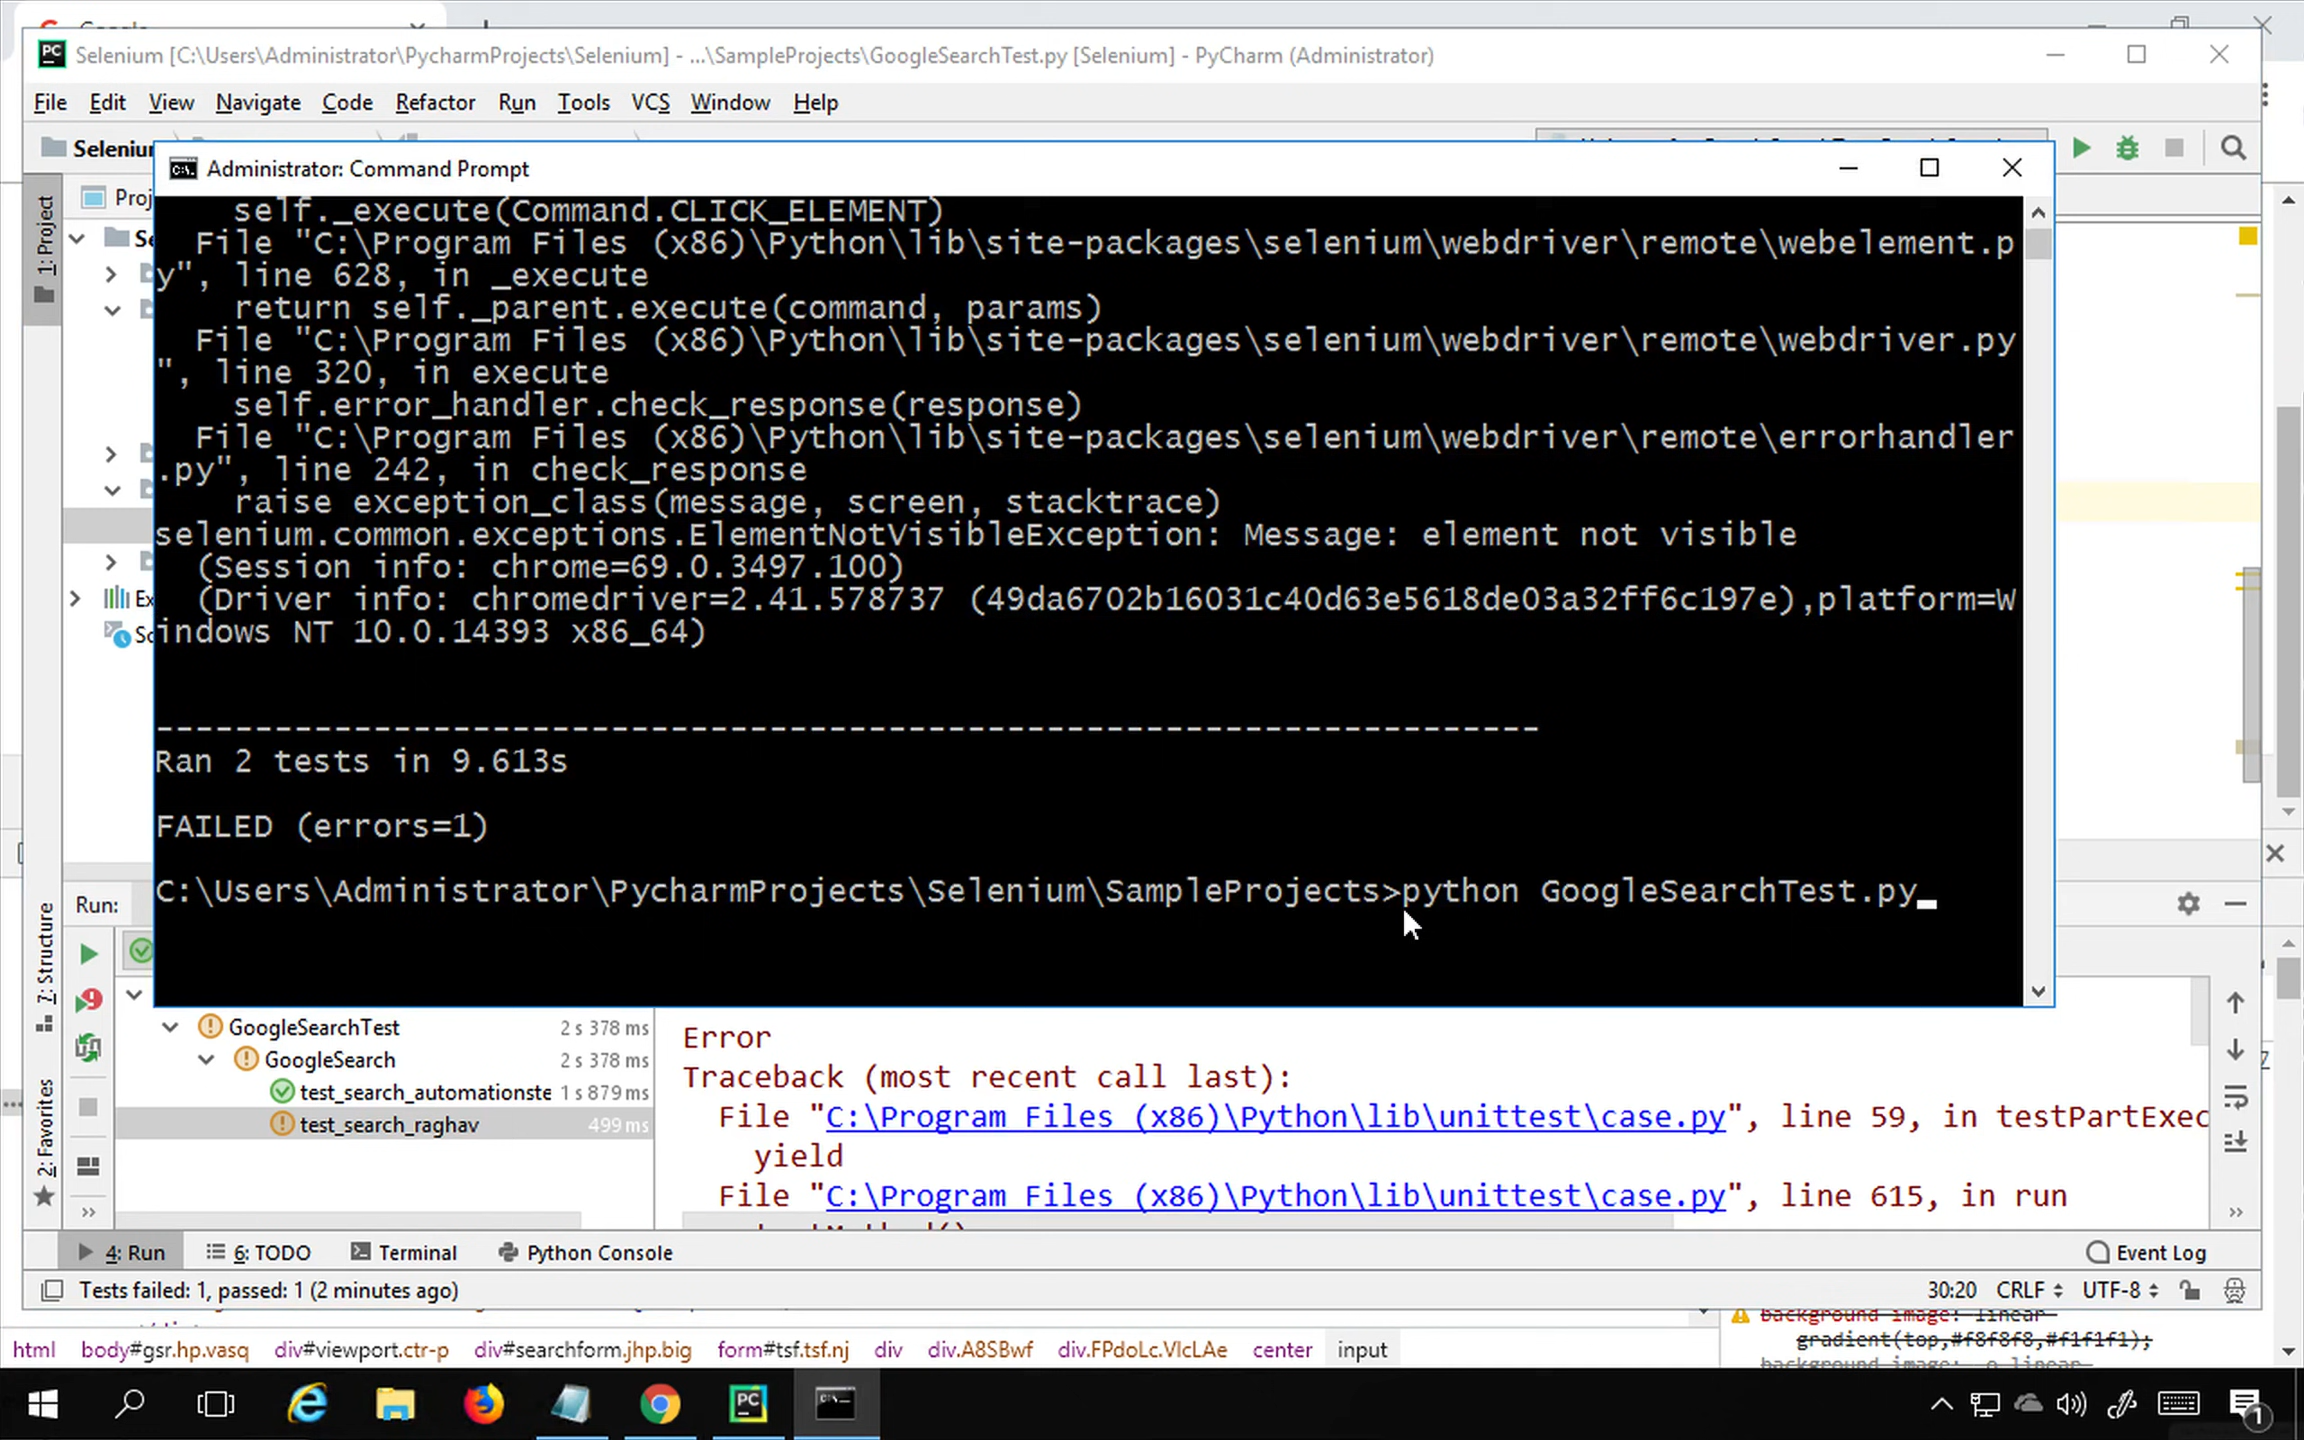 Selenium [C:\Users\Administrator\PycharmProjects\Selenium] - ...\SampleProjects\GoogleSearchTest.py [Selenium] - PyCharm (Administrator)
File Edit View Navigate Code Refactor Run Tools VCS Window Help
Administrator: Command Prompt
1: Project
self._execute(Command.CLICK_ELEMENT)
File "C:\Program Files (x86)\Python\lib\site-packages\selenium\webdriver\remote\webelement.p
y", line 628, in _execute
return self._parent.execute(command, params)
File "C:\Program Files (x86)\Python\lib\site-packages\selenium\webdriver\remote\webdriver.py
", line 320, in execute
self.error_handler.check_response(response)
File "C:\Program Files (x86)\Python\lib\site-packages\selenium\webdriver\remote\errorhandler
.py", line 242, in check_response
raise exception_class(message, screen, stacktrace)
selenium.common.exceptions.ElementNotVisibleException: Message: element not visible
(Session info: chrome=69.0.3497.100)
(Driver info: chromedriver=2.41.578737 (49da6702b16031c40d63e5618de03a32ff6c197e),platform=W
indows NT 10.0.14393 x86_64)
----------------------------------------------------------------------
Ran 2 tests in 9.613s
FAILED (errors=1)
C:\Users\Administrator\PycharmProjects\Selenium\SampleProjects>python GoogleSearchTest.py
Run:
7: Structure
2: Favorites
GoogleSearchTest 2 s 378 ms
GoogleSearch 2 s 378 ms
test_search_automationste 1 s 879 ms
test_search_raghav 499 ms
Error
Traceback (most recent call last):
File "C:\Program Files (x86)\Python\lib\unittest\case.py", line 59, in testPartExec
yield
File "C:\Program Files (x86)\Python\lib\unittest\case.py", line 615, in run
4: Run 6: TODO Terminal Python Console Event Log
Tests failed: 1, passed: 1 (2 minutes ago) 30:20 CRLF UTF-8
gradient(top,#f8f8f8,#f1f1f1);
html body#gsr.hp.vasq div#viewport.ctr-p div#searchform.jhp.big form#tsf.tsf.nj div div.A8SBwf div.FPdoLc.VlcLAe center input
1